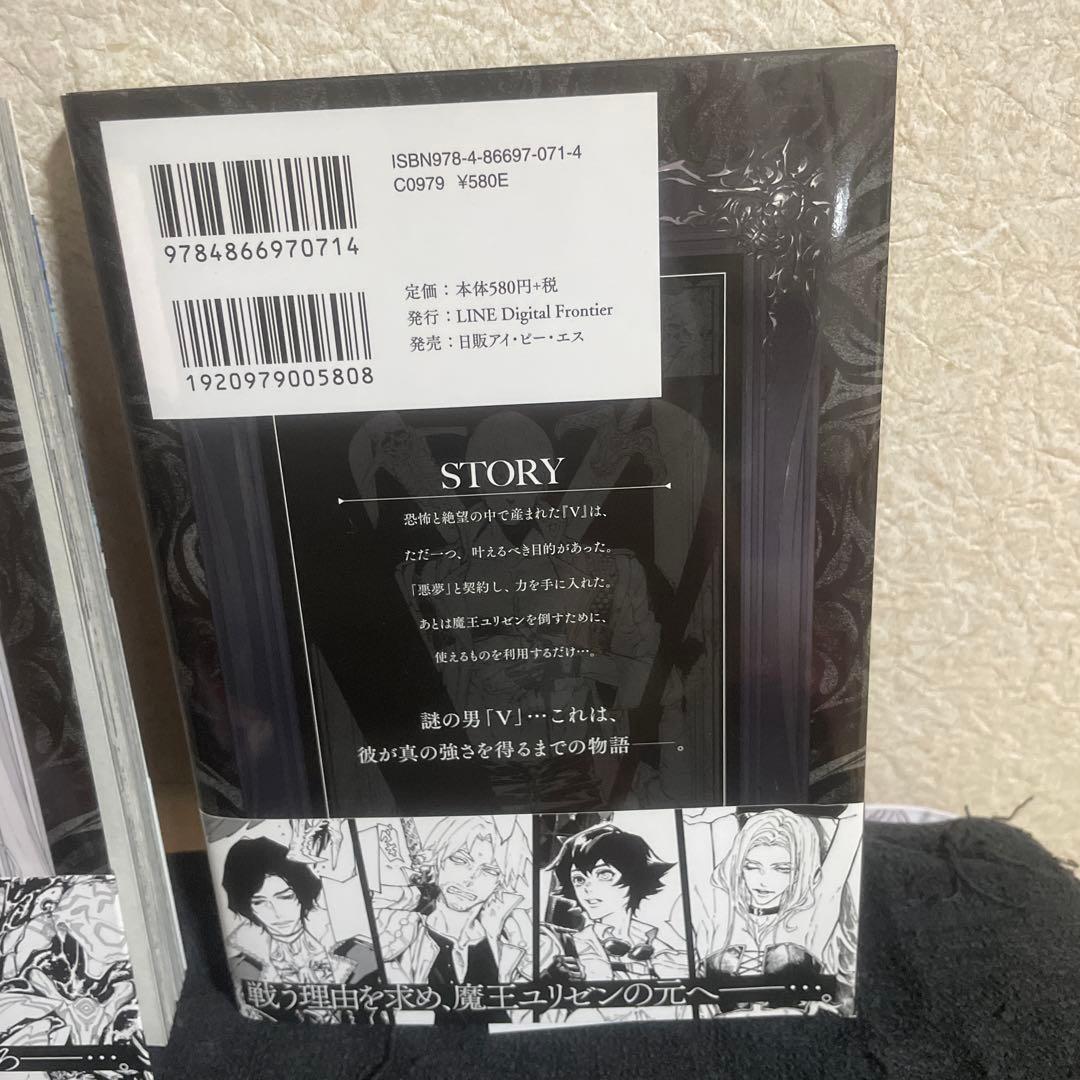 ISBN978-4-86697-071-4
C0979 ¥580E
9784866970714
定価：本体580円+税
発行：LINE Digital Frontier
発売：日販アイ・ピー・エス
1920979005808
STORY
恐怖と絶望の中で産まれた『V』は、
ただ一つ、叶えるべき目的があった。
「悪夢」と契約し、力を手に入れた。
あとは魔王ユリゼンを倒すために、
使えるものを利用するだけ…。
謎の男「V」…これは、
彼が真の強さを得るまでの物語──。
戦う理由を求め、魔王ユリゼンの元へ──…。
ろ──…。